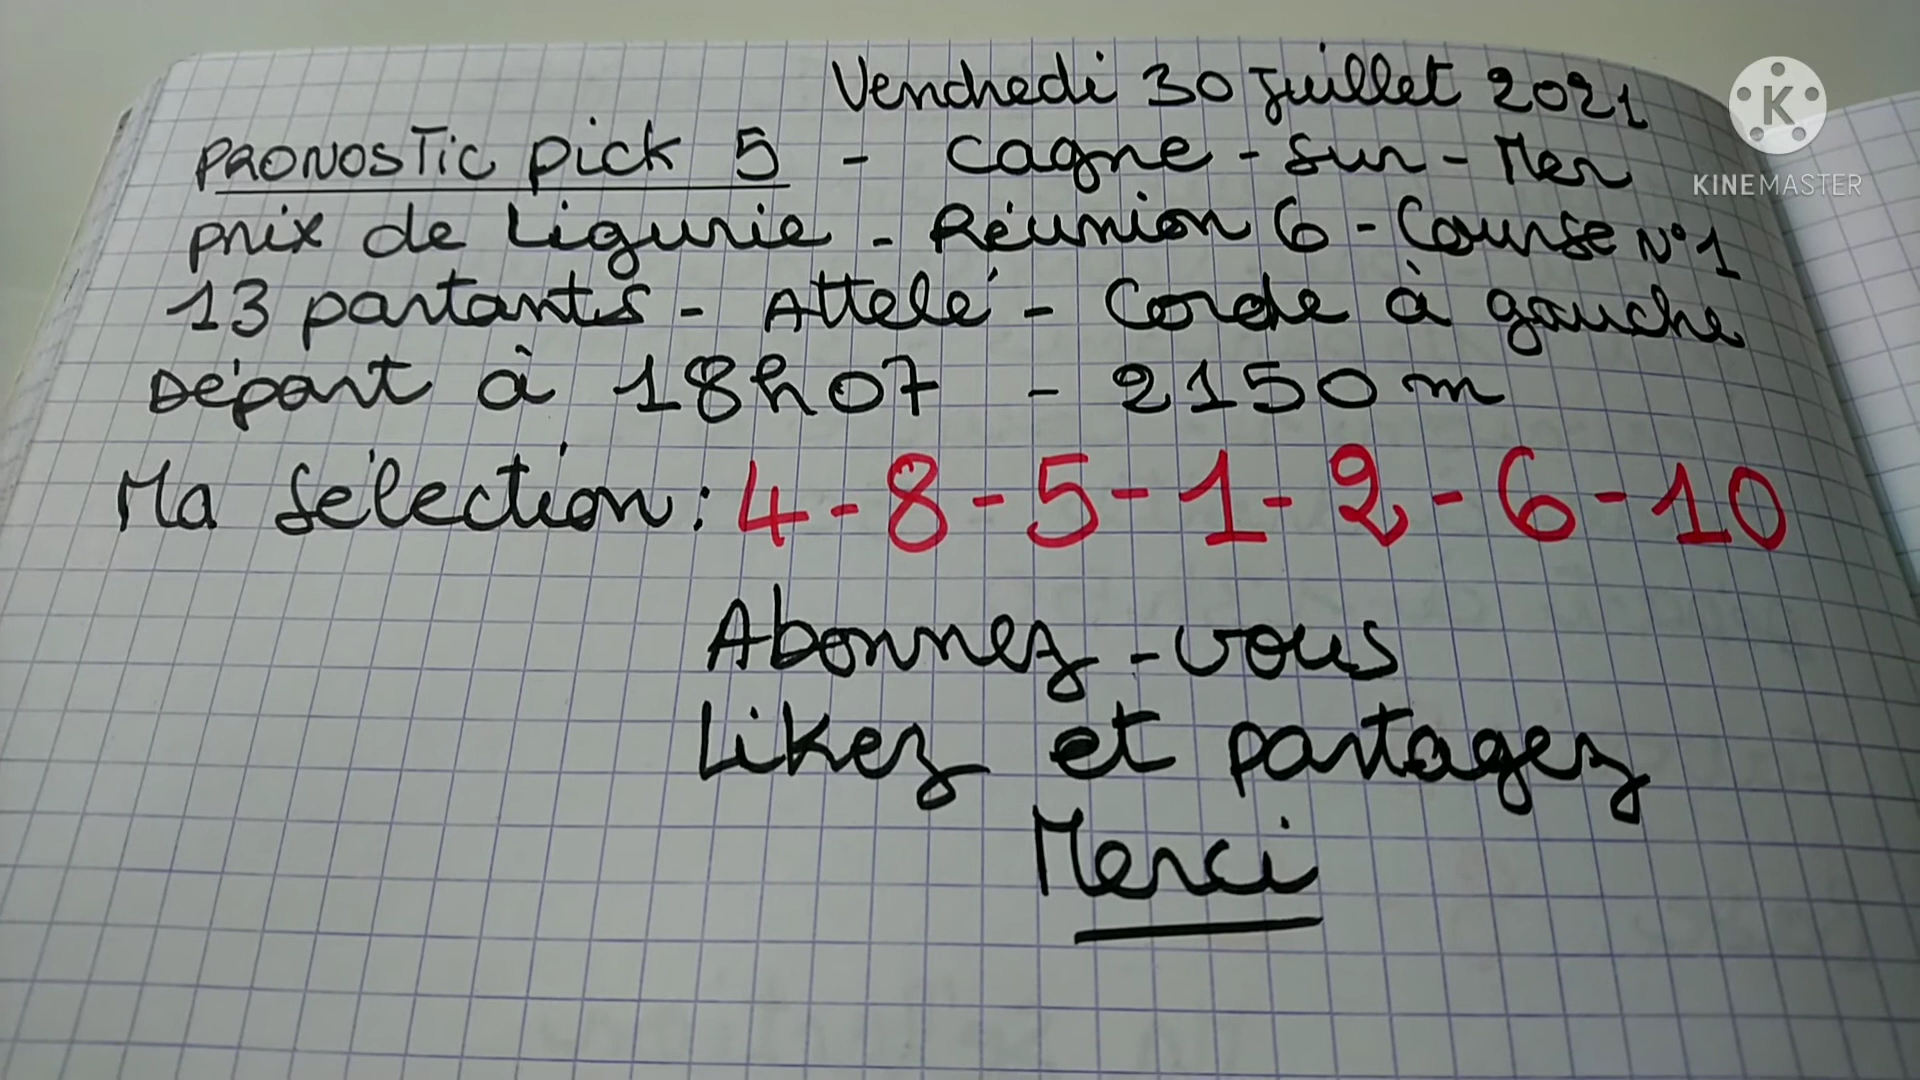 Vendredi 30 Juillet 2021
PRONOSTIC PICK 5 - Cagne-sur-Mer
prix de Ligurie - Réunion 6 - Course N°1
13 partants - Attelé - Corde à gauche
Départ à 18h07 - 2150m
Ma sélection: 4-8-5-1-2-6-10
Abonnez-vous
Likez et partagez
Merci
K
KINEMASTER